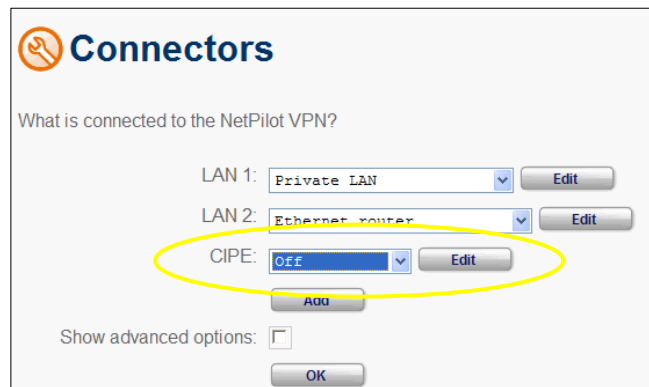 Connectors
What is connected to the NetPilot VPN?
LAN 1: Private LAN Edit
LAN 2: Ethernet router Edit
CIPE: Off Edit
Add
Show advanced options:
OK